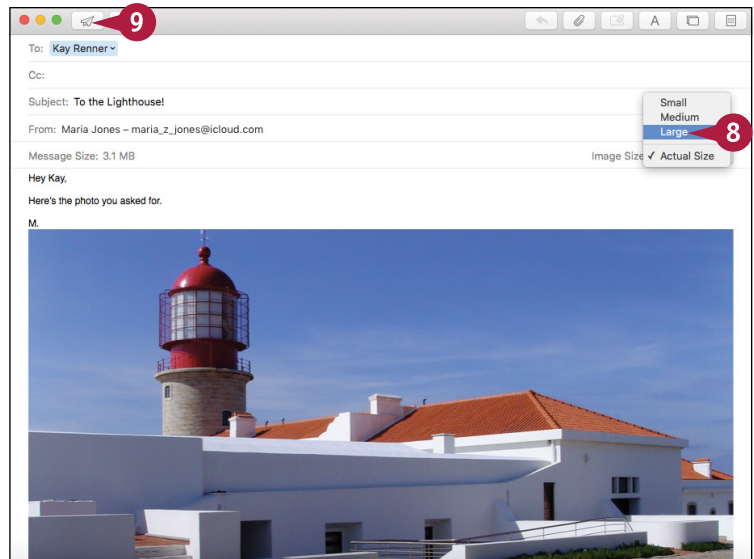 9
A
To: Kay Renner
Cc:
Subject: To the Lighthouse!
Small
Medium
From: Maria Jones – maria_z_jones@icloud.com
Large
8
Message Size: 3.1 MB
Image Size
✓ Actual Size
Hey Kay,
Here's the photo you asked for.
M.